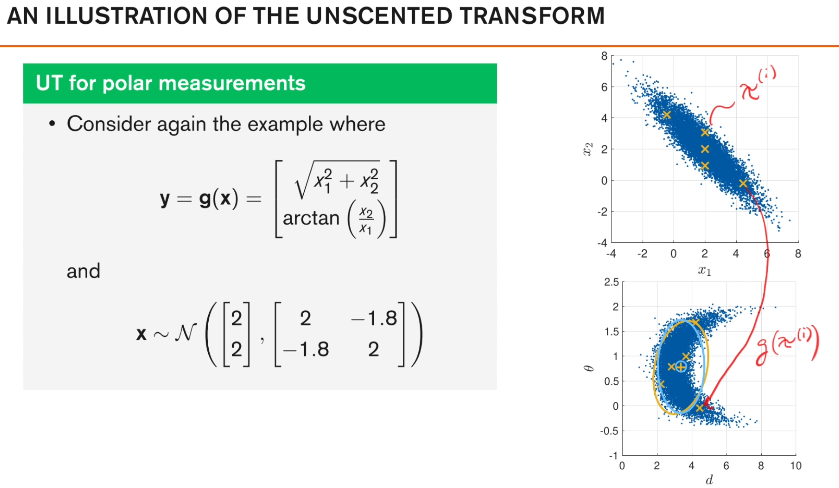 AN ILLUSTRATION OF THE UNSCENTED TRANSFORM
UT for polar measurements
• Consider again the example where
y = g(x) = [ √(x₁² + x₂²) ; arctan (x₂/x₁) ]
and
x ~ 𝒩 ( [2 ; 2] , [2 −1.8 ; −1.8 2] )
8
6
4
2
0
-2
-4
x₂
-4 -2 0 2 4 6 8
x₁
x⁽ⁱ⁾
2.5
2
1.5
1
0.5
0
-0.5
-1
θ
0 2 4 6 8 10
d
g(x⁽ⁱ⁾)